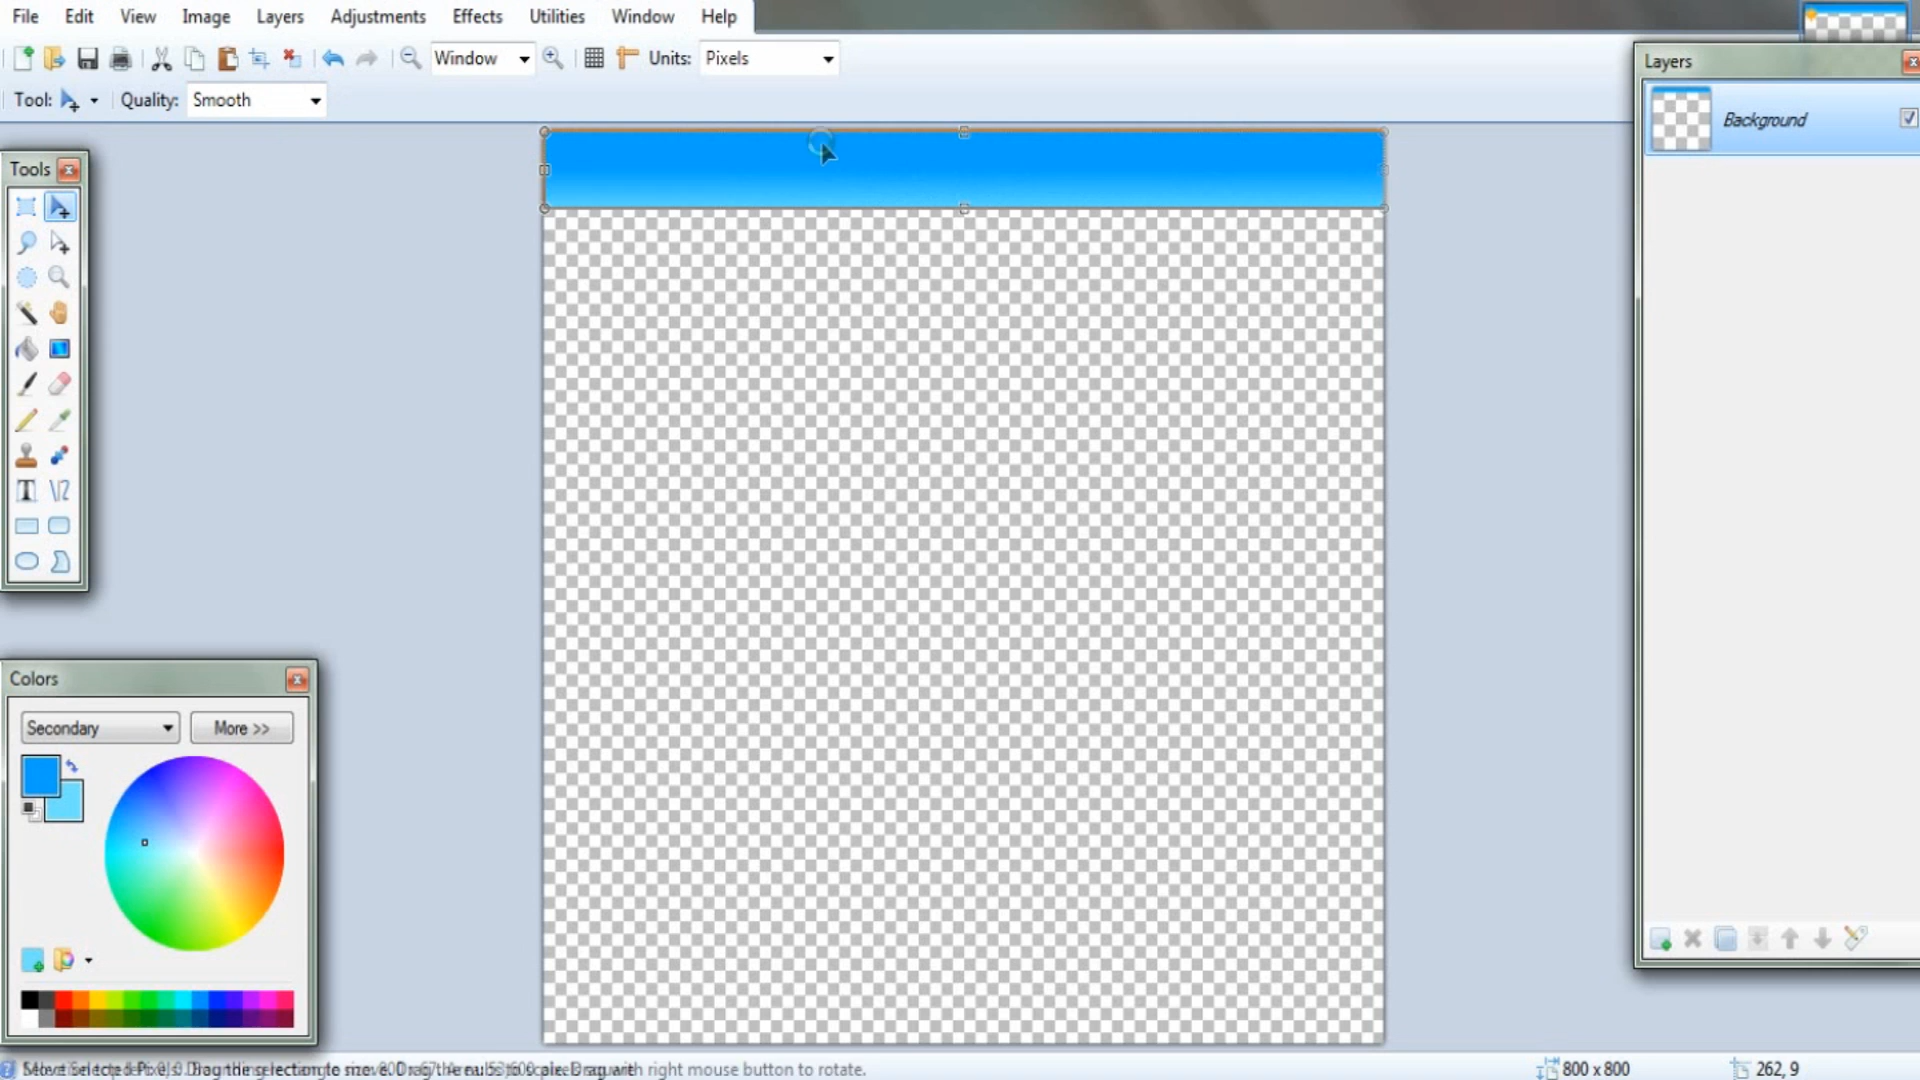 File Edit View Image Layers Adjustments Effects Utilities Window Help
Window Units: Pixels
Tool: Quality: Smooth
Layers
Background
Tools
Colors
Secondary More >>
right mouse button to rotate.
800 x 800 262, 9